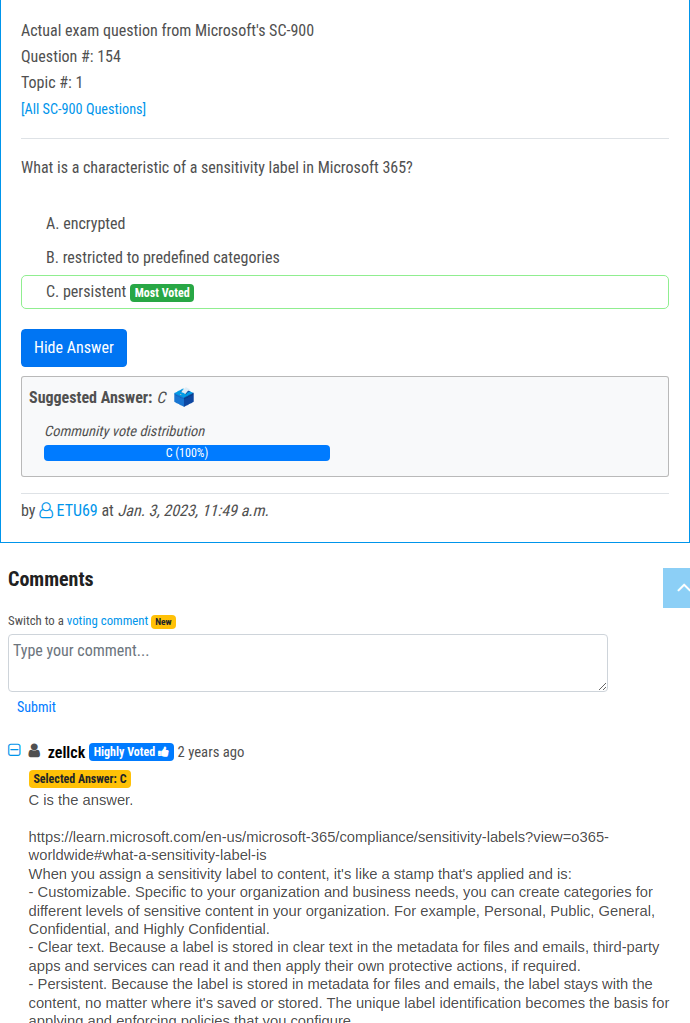 Actual exam question from Microsoft's SC-900
Question #: 154
Topic #: 1
[All SC-900 Questions]
What is a characteristic of a sensitivity label in Microsoft 365?
A. encrypted
B. restricted to predefined categories
C. persistent Most Voted
Hide Answer
Suggested Answer: C
Community vote distribution
C (100%)
by ETU69 at Jan. 3, 2023, 11:49 a.m.
Comments
Switch to a voting comment New
Type your comment...
Submit
zellck Highly Voted 2 years ago
Selected Answer: C
C is the answer.
https://learn.microsoft.com/en-us/microsoft-365/compliance/sensitivity-labels?view=o365-
worldwide#what-a-sensitivity-label-is
When you assign a sensitivity label to content, it's like a stamp that's applied and is:
- Customizable. Specific to your organization and business needs, you can create categories for
different levels of sensitive content in your organization. For example, Personal, Public, General,
Confidential, and Highly Confidential.
- Clear text. Because a label is stored in clear text in the metadata for files and emails, third-party
apps and services can read it and then apply their own protective actions, if required.
- Persistent. Because the label is stored in metadata for files and emails, the label stays with the
content, no matter where it's saved or stored. The unique label identification becomes the basis for
applying and enforcing policies that you configure.